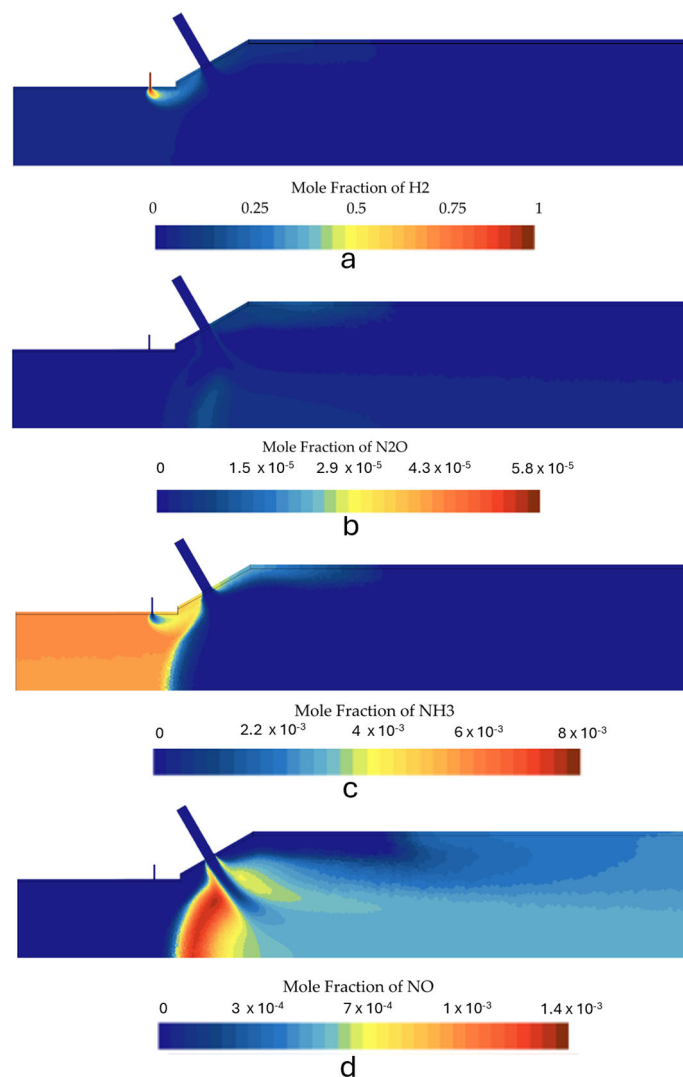 Mole Fraction of H2
0 0.25 0.5 0.75 1
a
Mole Fraction of N2O
0 1.5 x 10⁻⁵ 2.9 x 10⁻⁵ 4.3 x 10⁻⁵ 5.8 x 10⁻⁵
b
Mole Fraction of NH3
0 2.2 x 10⁻³ 4 x 10⁻³ 6 x 10⁻³ 8 x 10⁻³
c
Mole Fraction of NO
0 3 x 10⁻⁴ 7 x 10⁻⁴ 1 x 10⁻³ 1.4 x 10⁻³
d